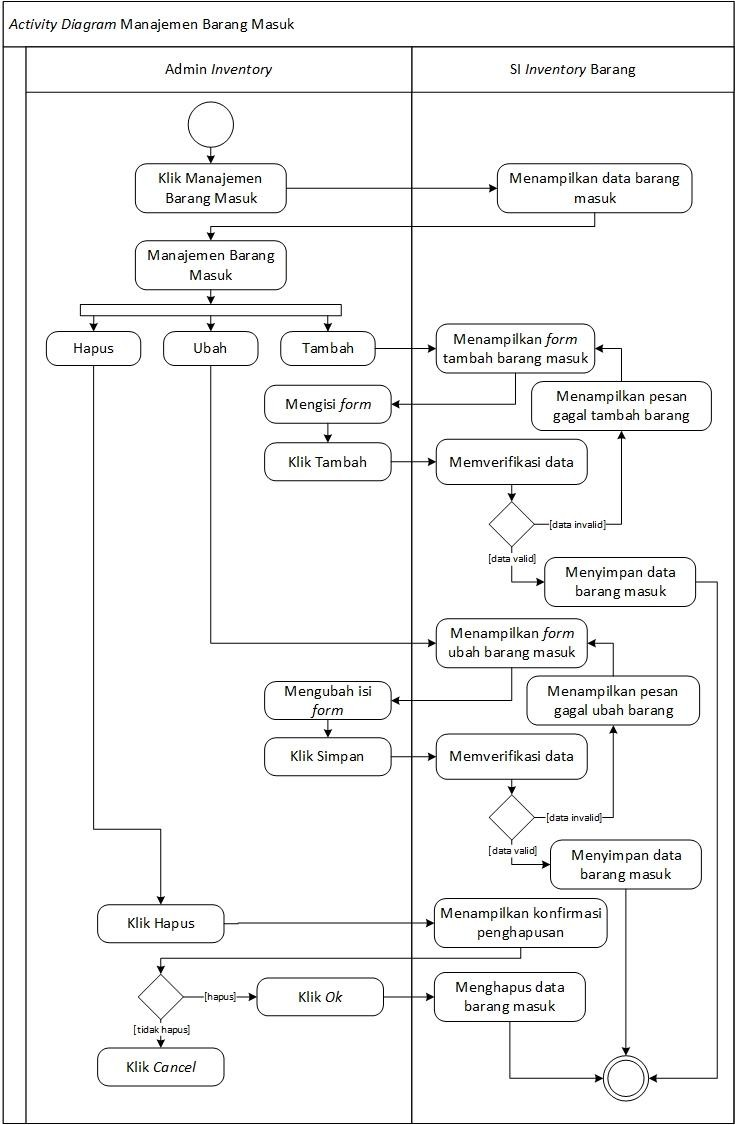 Activity Diagram Manajemen Barang Masuk
Admin Inventory
SI Inventory Barang
Klik Manajemen
Barang Masuk
Menampilkan data barang
masuk
Manajemen Barang
Masuk
Hapus
Ubah
Tambah
Menampilkan form
tambah barang masuk
Menampilkan pesan
gagal tambah barang
Mengisi form
Klik Tambah
Memverifikasi data
[data invalid]
[data valid]
Menyimpan data
barang masuk
Menampilkan form
ubah barang masuk
Menampilkan pesan
gagal ubah barang
Mengubah isi
form
Klik Simpan
Memverifikasi data
[data invalid]
[data valid]
Menyimpan data
barang masuk
Klik Hapus
Menampilkan konfirmasi
penghapusan
[hapus]
Klik Ok
Menghapus data
barang masuk
[tidak hapus]
Klik Cancel